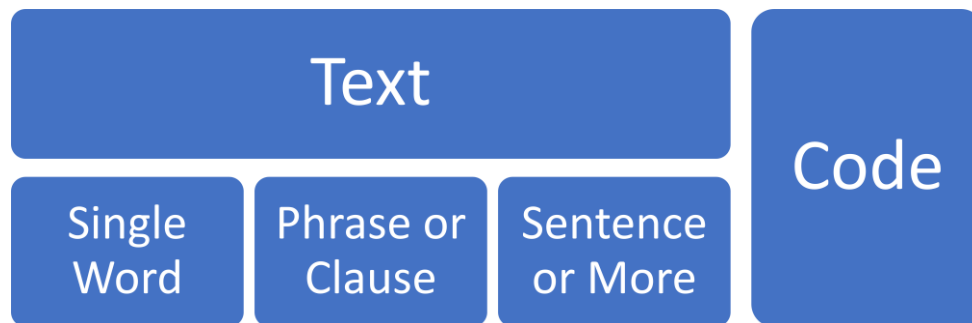 Text
Code
Single
Word
Phrase or
Clause
Sentence
or More